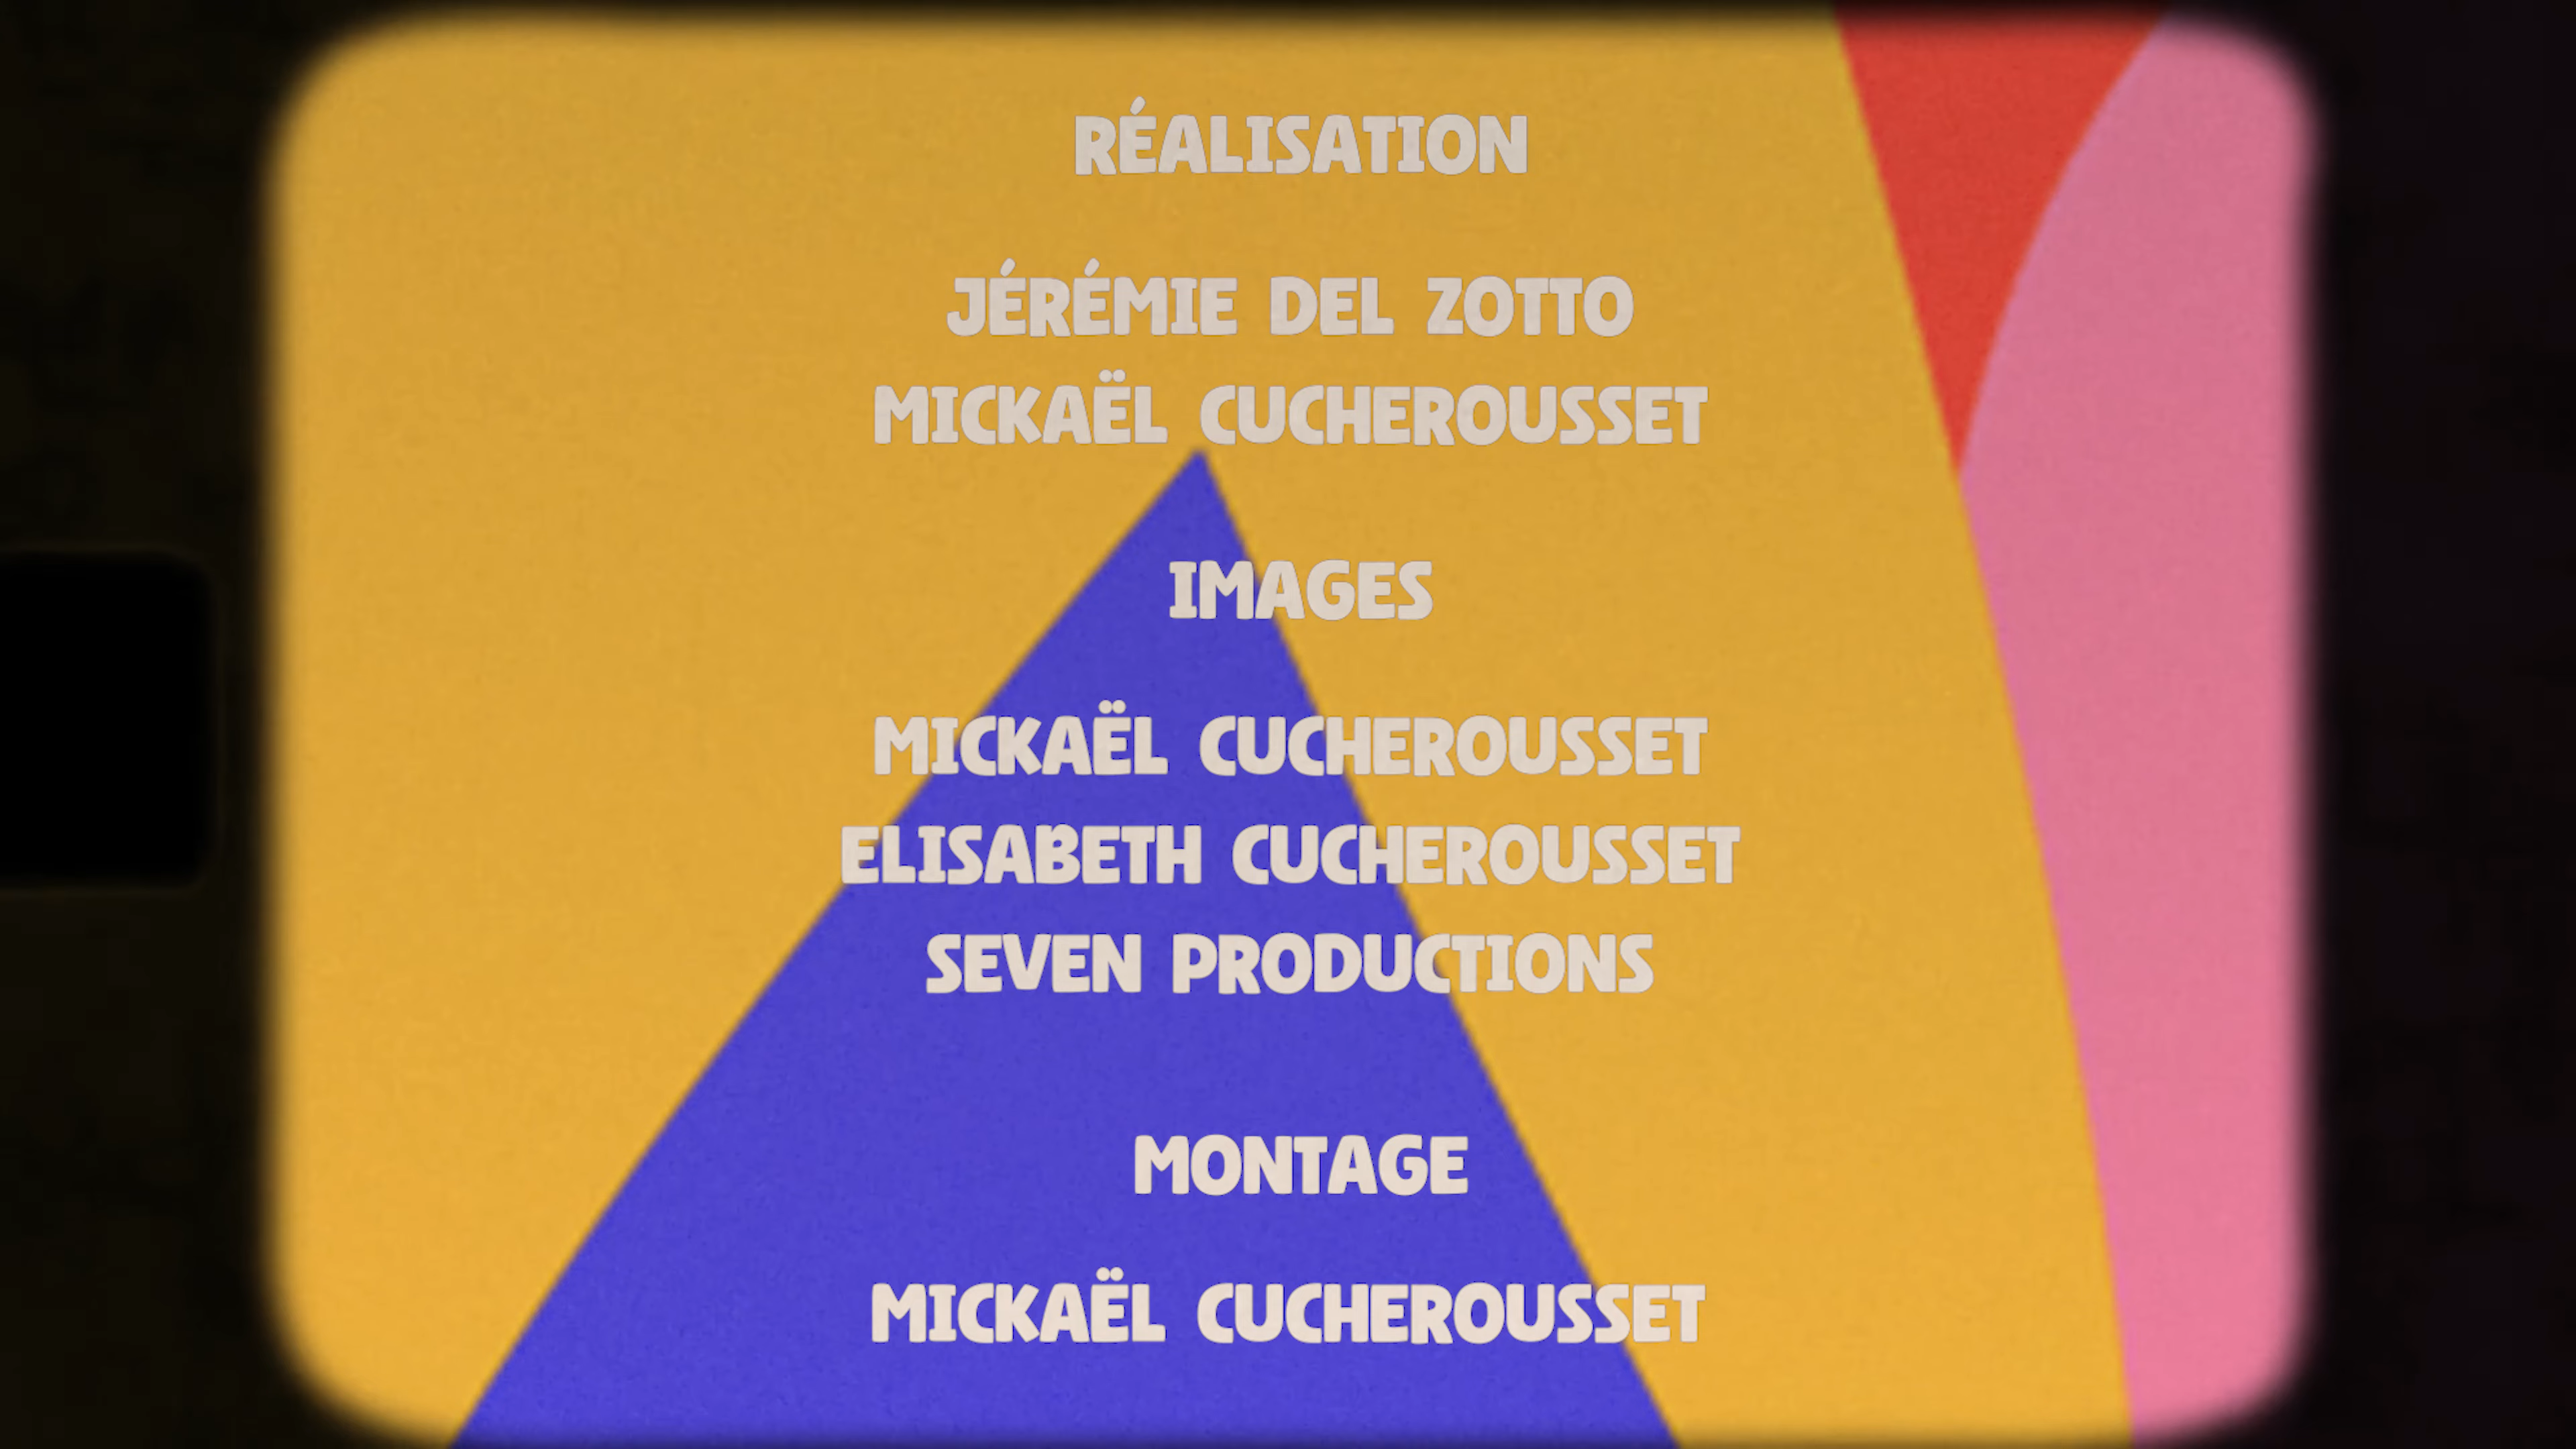 RÉALISATION
JÉRÉMIE DEL ZOTTO
MICKAËL CUCHEROUSSET
IMAGES
MICKAËL CUCHEROUSSET
ELISABETH CUCHEROUSSET
SEVEN PRODUCTIONS
MONTAGE
MICKAËL CUCHEROUSSET